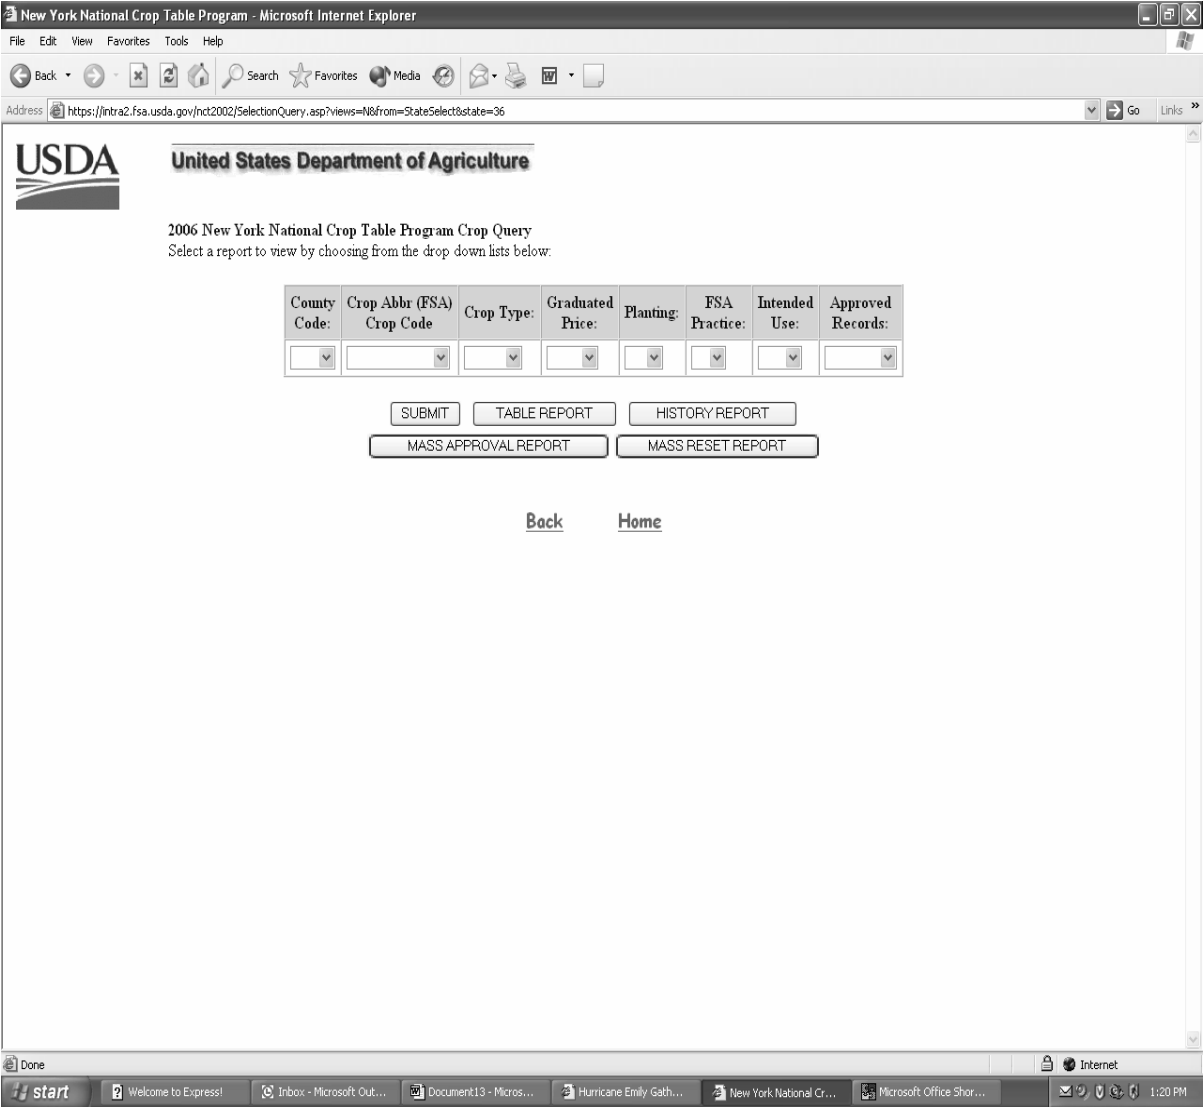 New York National Crop Table Program - Microsoft Internet Explorer
File Edit View Favorites Tools Help
Back Search Favorites Media
Address https://intra2.fsa.usda.gov/nct2002/SelectionQuery.asp?views=N&from=StateSelect&state=36 Go Links »
USDA United States Department of Agriculture
2006 New York National Crop Table Program Crop Query
Select a report to view by choosing from the drop down lists below:
County Code: Crop Abbr (FSA) Crop Code Crop Type: Graduated Price: Planting: FSA Practice: Intended Use: Approved Records:
SUBMIT TABLE REPORT HISTORY REPORT
MASS APPROVAL REPORT MASS RESET REPORT
Back Home
Done Internet
start Welcome to Express! Inbox - Microsoft Out... Document13 - Micros... Hurricane Emily Gath... New York National Cr... Microsoft Office Shor... 1:20 PM